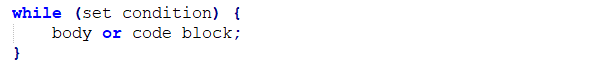 while (set condition) {
    body or code block;
}